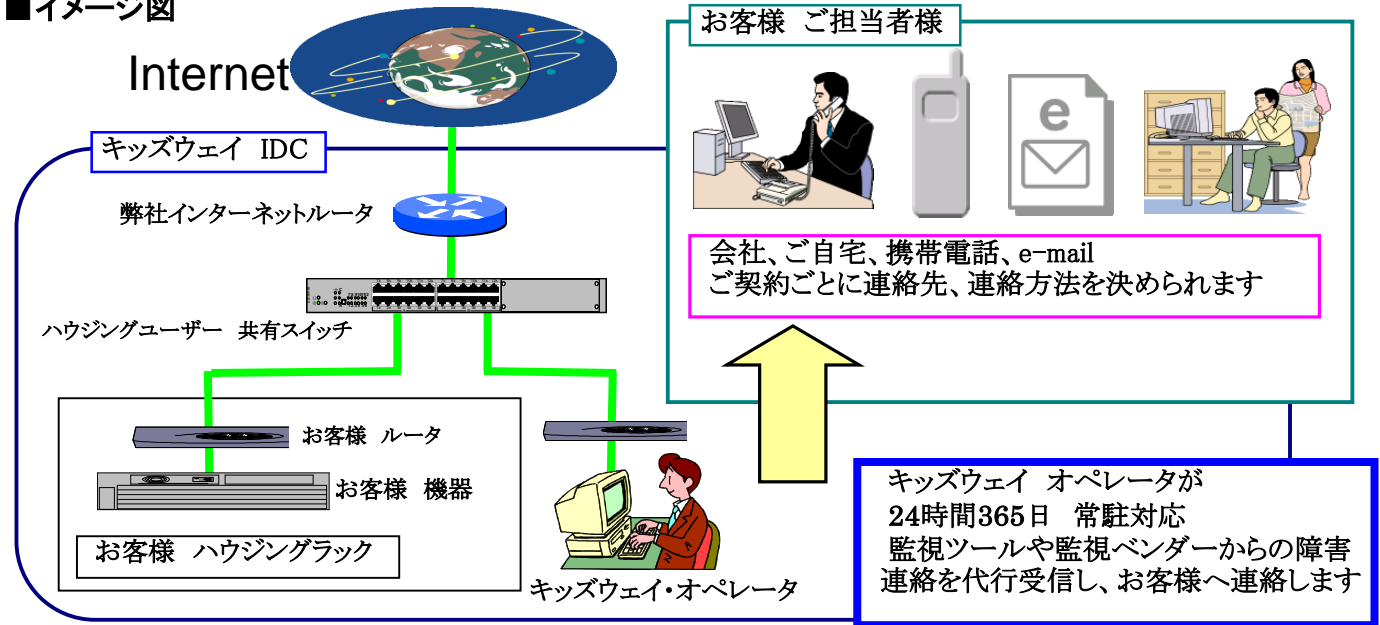 ■イメージ図
Internet
お客様 ご担当者様
e
キッズウェイ IDC
弊社インターネットルータ
会社、ご自宅、携帯電話、e-mail
ご契約ごとに連絡先、連絡方法を決められます
ハウジングユーザー 共有スイッチ
お客様 ルータ
お客様 機器
お客様 ハウジングラック
キッズウェイ・オペレータ
キッズウェイ オペレータが
24時間365日 常駐対応
監視ツールや監視ベンダーからの障害
連絡を代行受信し、お客様へ連絡します